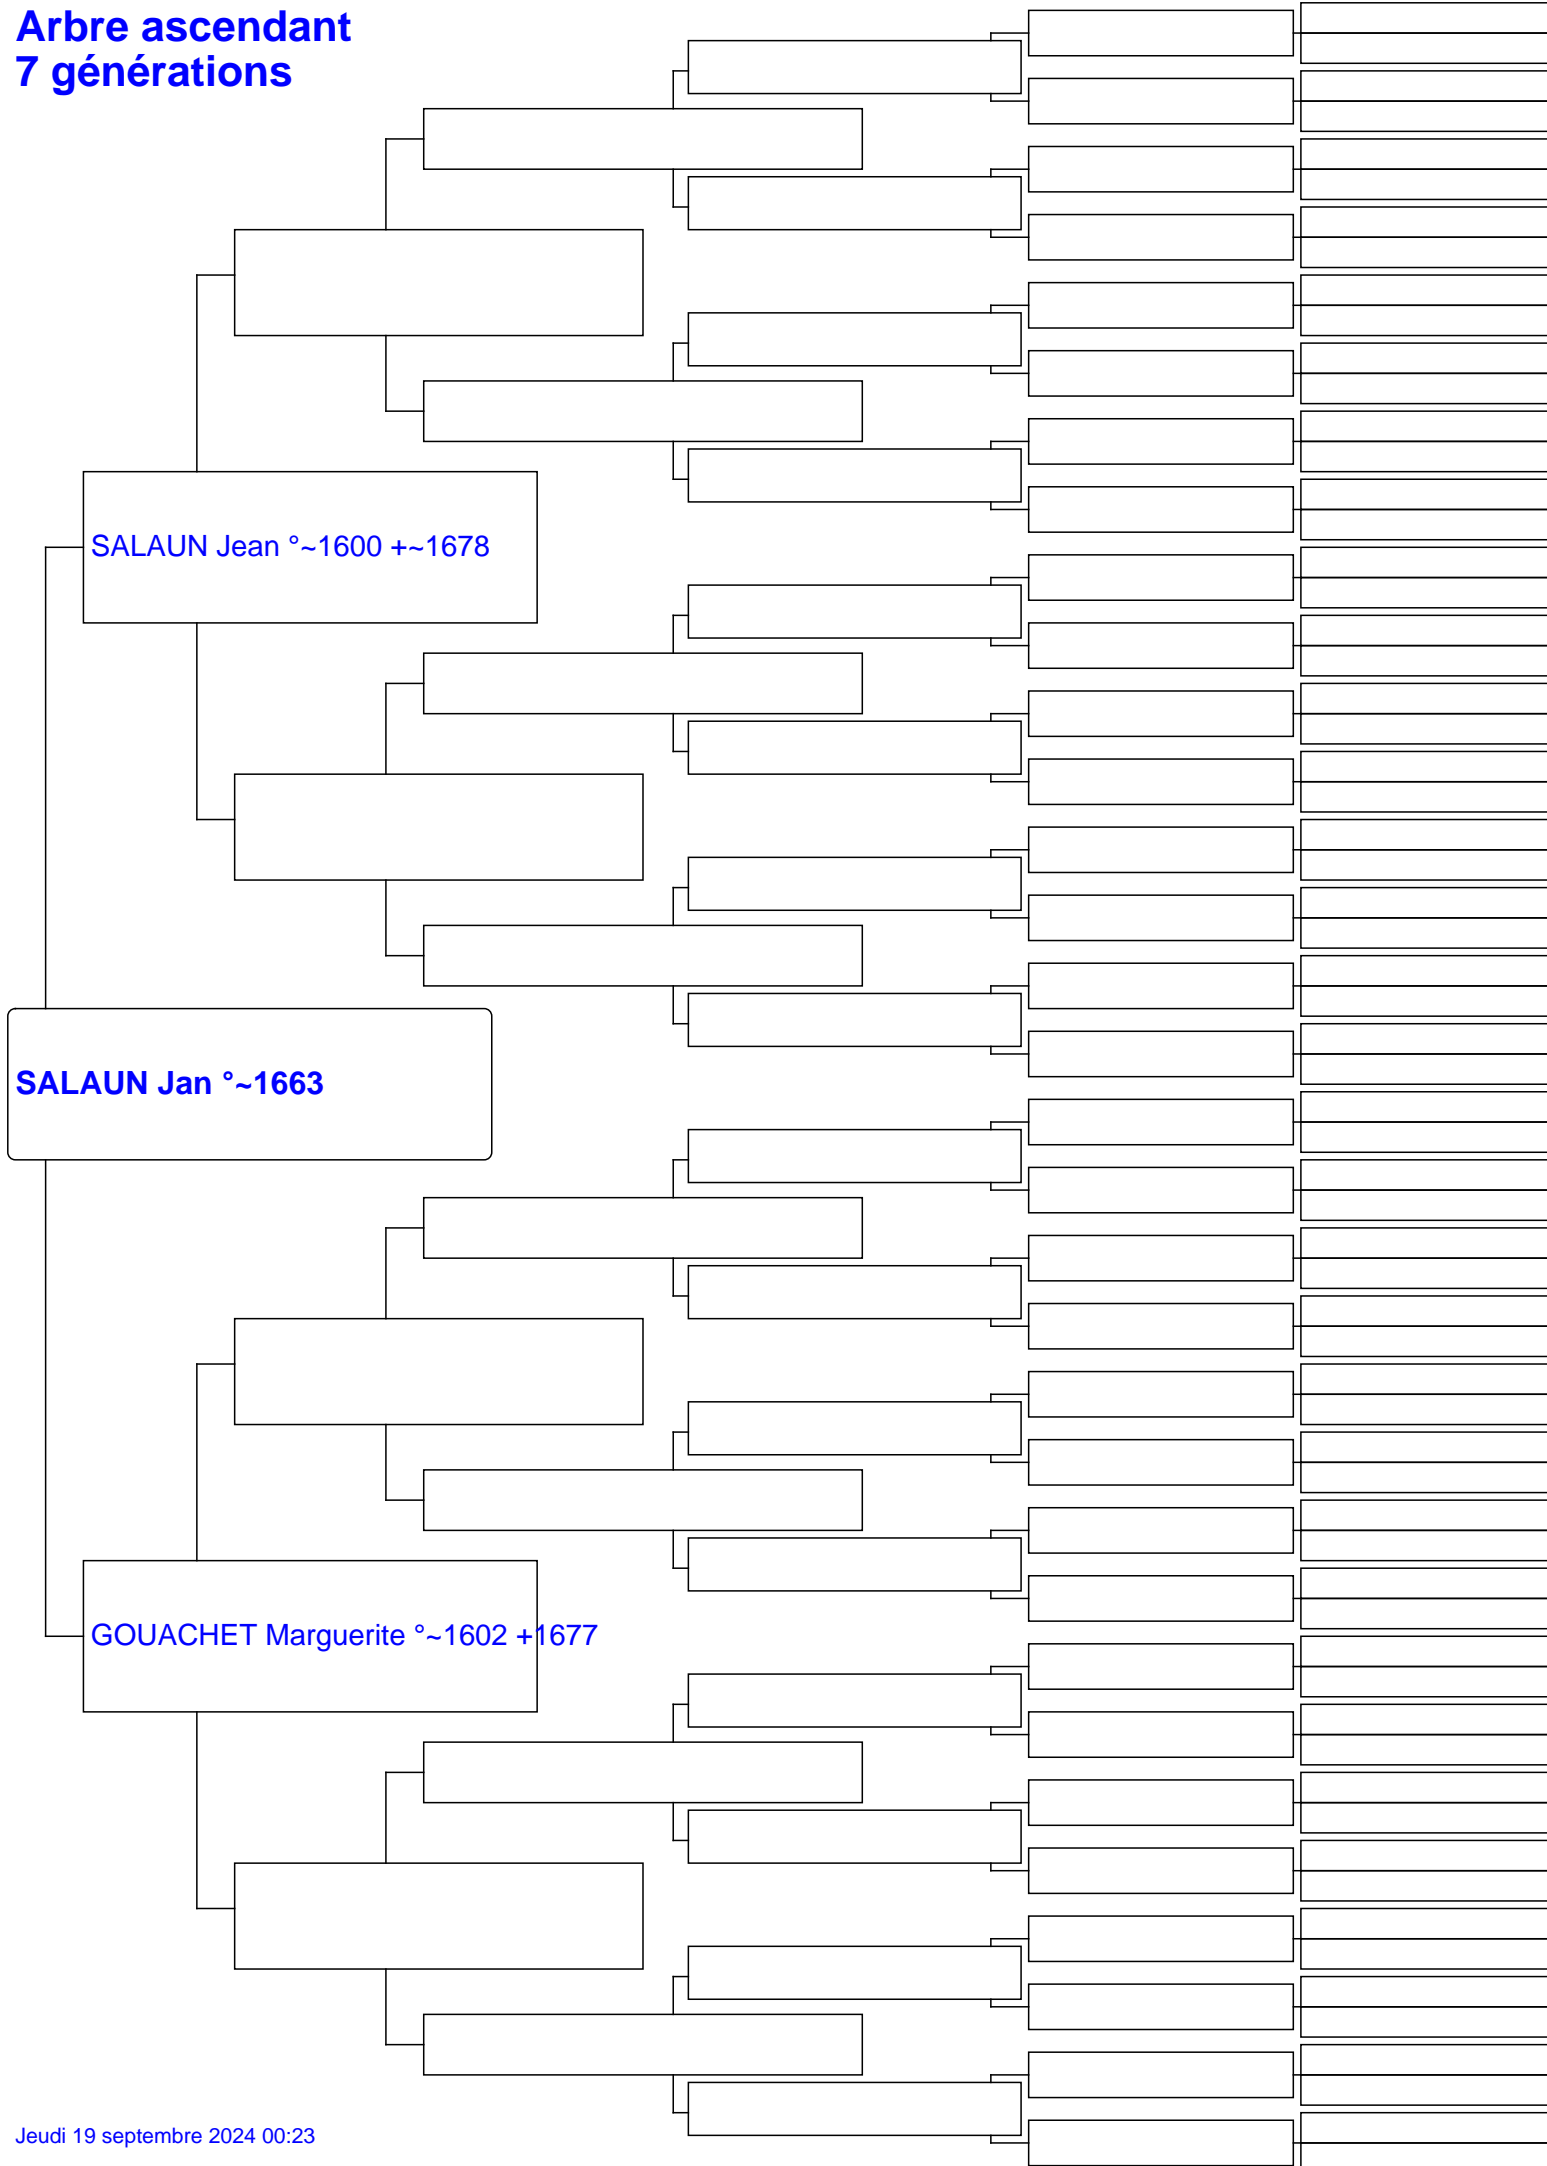 Arbre ascendant
7 générations
SALAUN Jean °~1600 +~1678
SALAUN Jan °~1663
GOUACHET Marguerite °~1602 +1677
Jeudi 19 septembre 2024 00:23